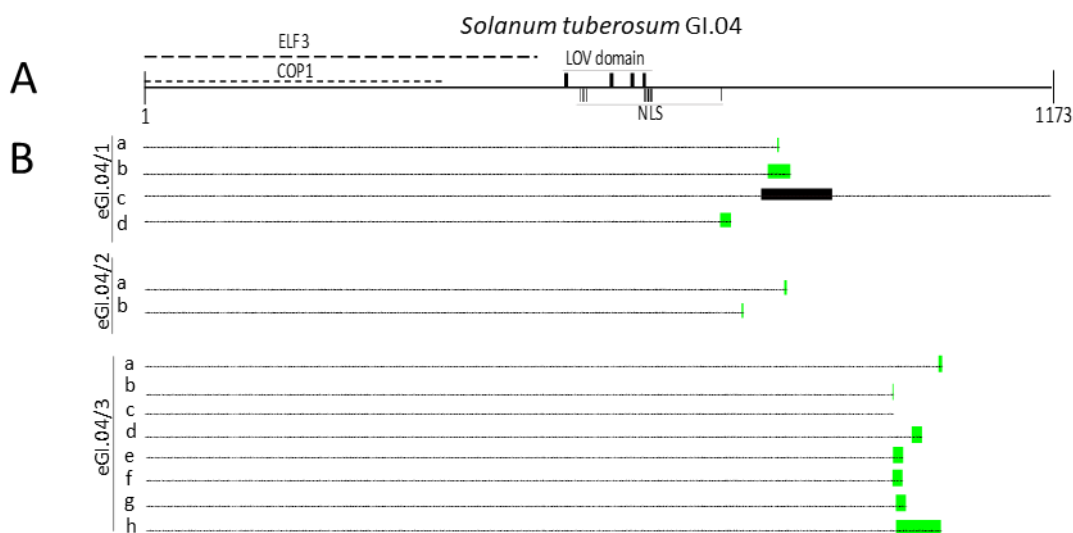 Solanum tuberosum GI.04
ELF3
LOV domain
A
COP1
1
NLS
1173
B
eGI.04/1
a
b
c
d
eGI.04/2
a
b
eGI.04/3
a
b
c
d
e
f
g
h